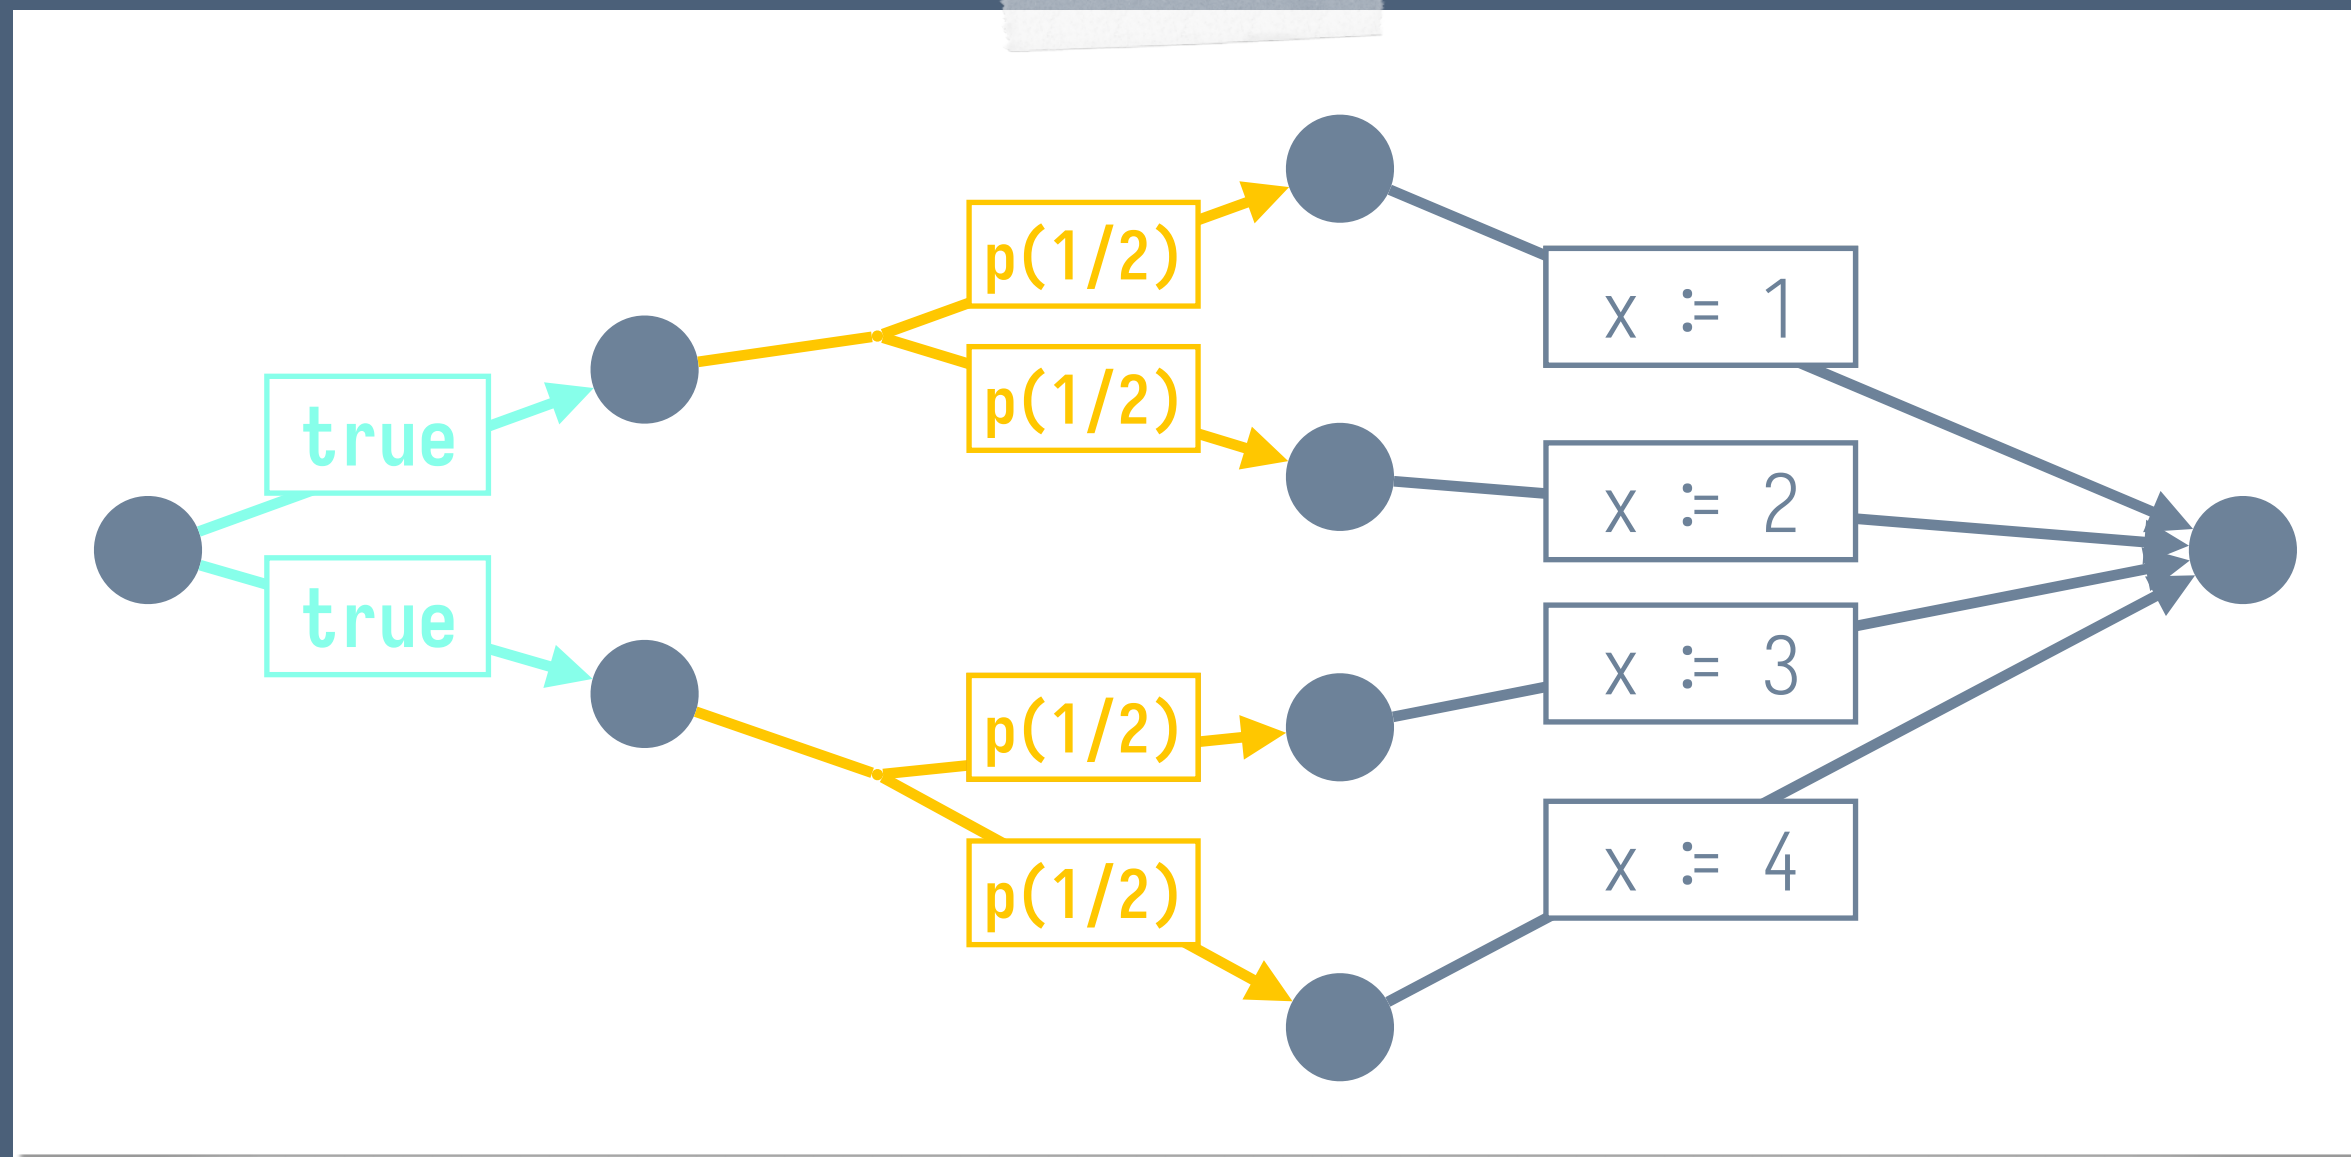 true
true
p(1/2)
p(1/2)
p(1/2)
p(1/2)
x := 1
x := 2
x := 3
x := 4